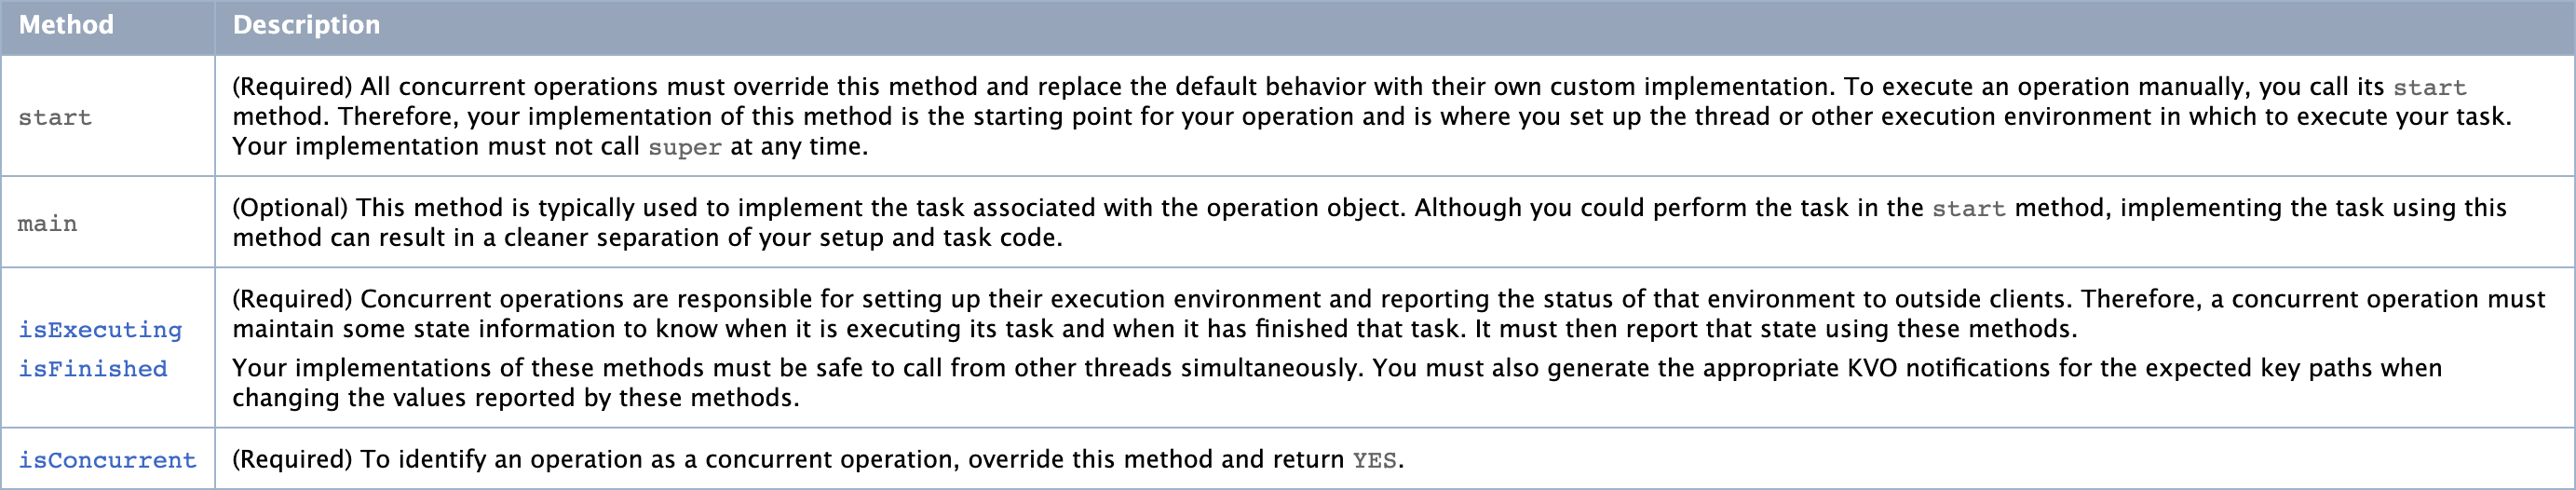 Method
Description
start
(Required) All concurrent operations must override this method and replace the default behavior with their own custom implementation. To execute an operation manually, you call its start
method. Therefore, your implementation of this method is the starting point for your operation and is where you set up the thread or other execution environment in which to execute your task.
Your implementation must not call super at any time.
main
(Optional) This method is typically used to implement the task associated with the operation object. Although you could perform the task in the start method, implementing the task using this
method can result in a cleaner separation of your setup and task code.
isExecuting
isFinished
(Required) Concurrent operations are responsible for setting up their execution environment and reporting the status of that environment to outside clients. Therefore, a concurrent operation must
maintain some state information to know when it is executing its task and when it has finished that task. It must then report that state using these methods.
Your implementations of these methods must be safe to call from other threads simultaneously. You must also generate the appropriate KVO notifications for the expected key paths when
changing the values reported by these methods.
isConcurrent
(Required) To identify an operation as a concurrent operation, override this method and return YES.